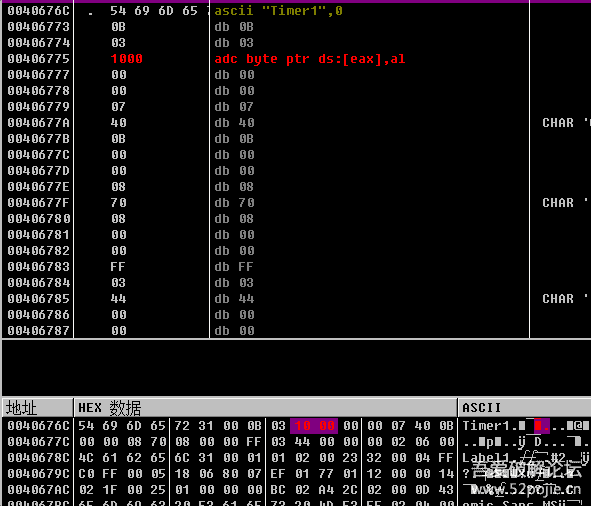 0040676C . 54 69 6D 65 7 ascii "Timer1",0
00406773 0B db 0B
00406774 03 db 03
00406775 1000 adc byte ptr ds:[eax],al
00406777 00 db 00
00406778 00 db 00
00406779 07 db 07
0040677A 40 db 40 CHAR '
0040677B 0B db 0B
0040677C 00 db 00
0040677D 00 db 00
0040677E 08 db 08
0040677F 70 db 70 CHAR '
00406780 08 db 08
00406781 00 db 00
00406782 00 db 00
00406783 FF db FF
00406784 03 db 03
00406785 44 db 44 CHAR '
00406786 00 db 00
00406787 00 db 00
地址 HEX 数据 ASCII
0040676C 54 69 6D 65 72 31 00 0B 03 10 00 00 00 07 40 0B Timer1.
0040677C 00 00 08 70 08 00 00 FF 03 44 00 00 00 02 06 00
0040678C 4C 61 62 65 6C 31 00 01 01 02 00 23 32 00 04 FF Label1
0040679C C0 FF 00 05 18 06 80 07 EF 01 77 01 12 00 00 14
004067AC 02 1F 00 25 01 00 00 00 BC 02 A4 2C 02 00 0D 43
吾爱破解论坛
www.52pojie.cn